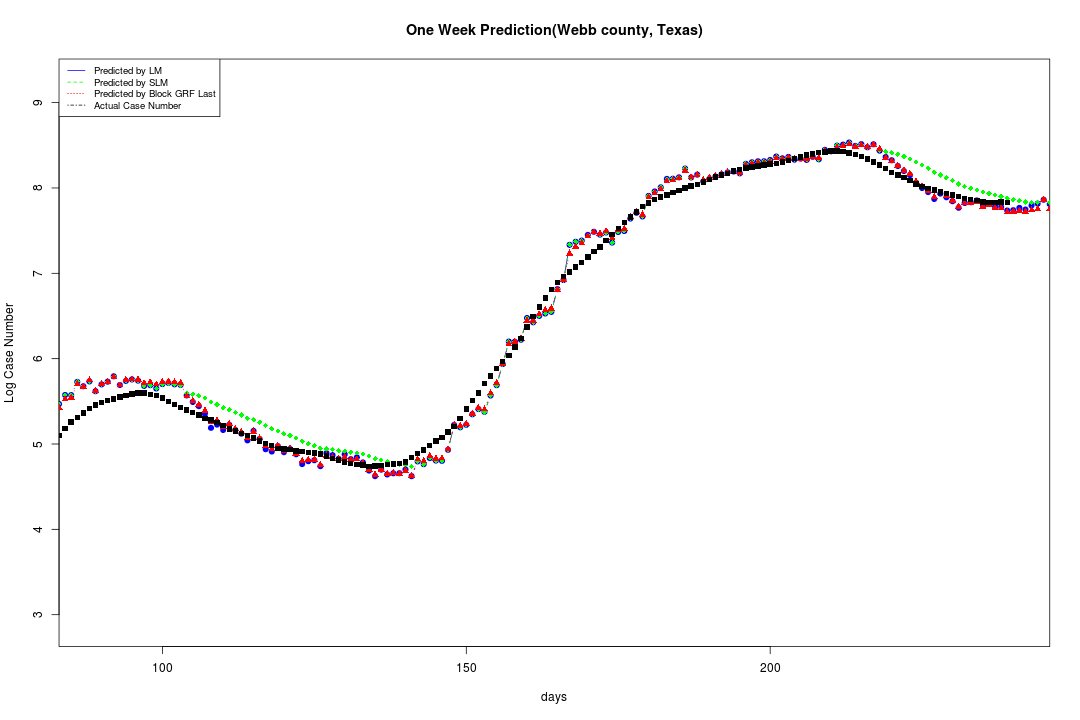 One Week Prediction(Webb county, Texas)
Predicted by LM
Predicted by SLM
Predicted by Block GRF Last
Actual Case Number
9
8
7
6
5
4
3
Log Case Number
100 150 200
days